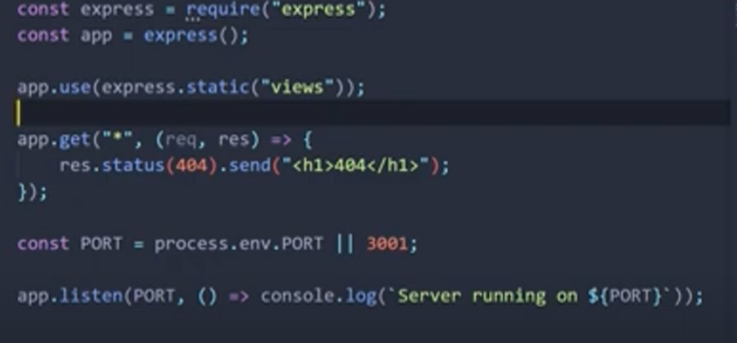 const express = require("express");
const app = express();
app.use(express.static("views"));
app.get("*", (req, res) => {
res.status(404).send("<h1>404</h1>");
});
const PORT = process.env.PORT || 3001;
app.listen(PORT, () => console.log(`Server running on ${PORT}`));